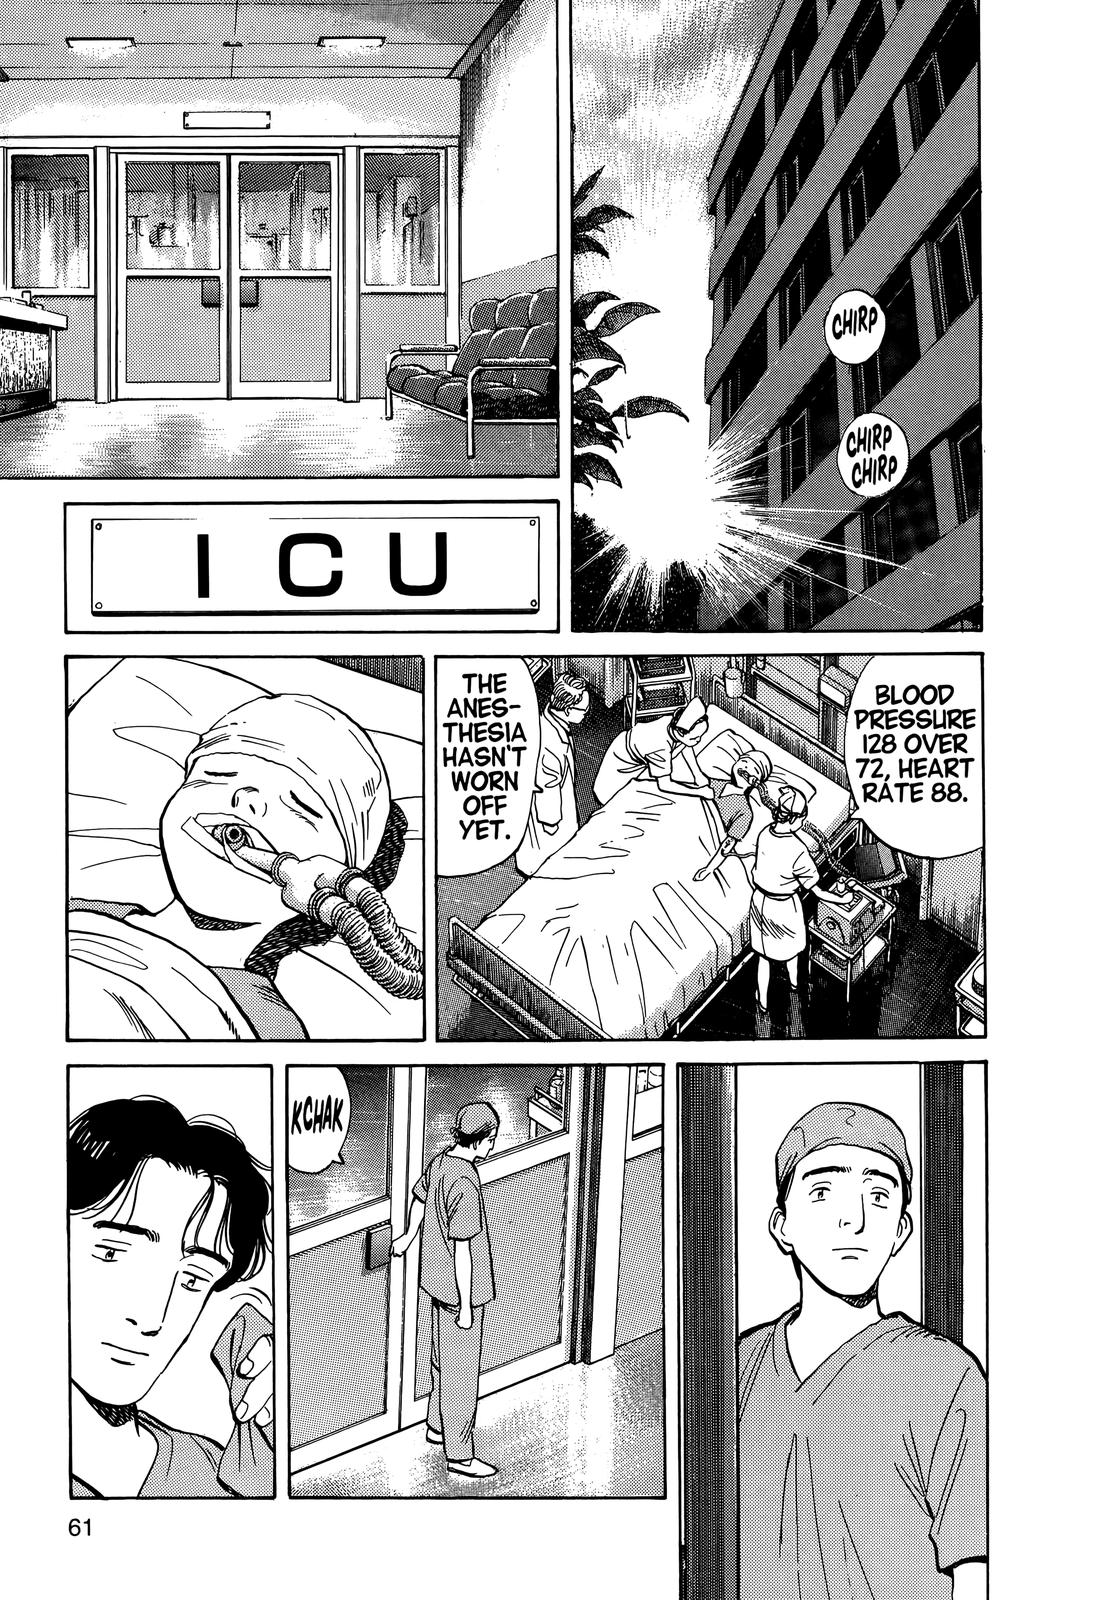 CHIRP
CHIRP
CHIRP
I C U
BLOOD
PRESSURE
128 OVER
72, HEART
RATE 88.
THE
ANES-
THESIA
HASN'T
WORN
OFF
YET.
KCHAK
61